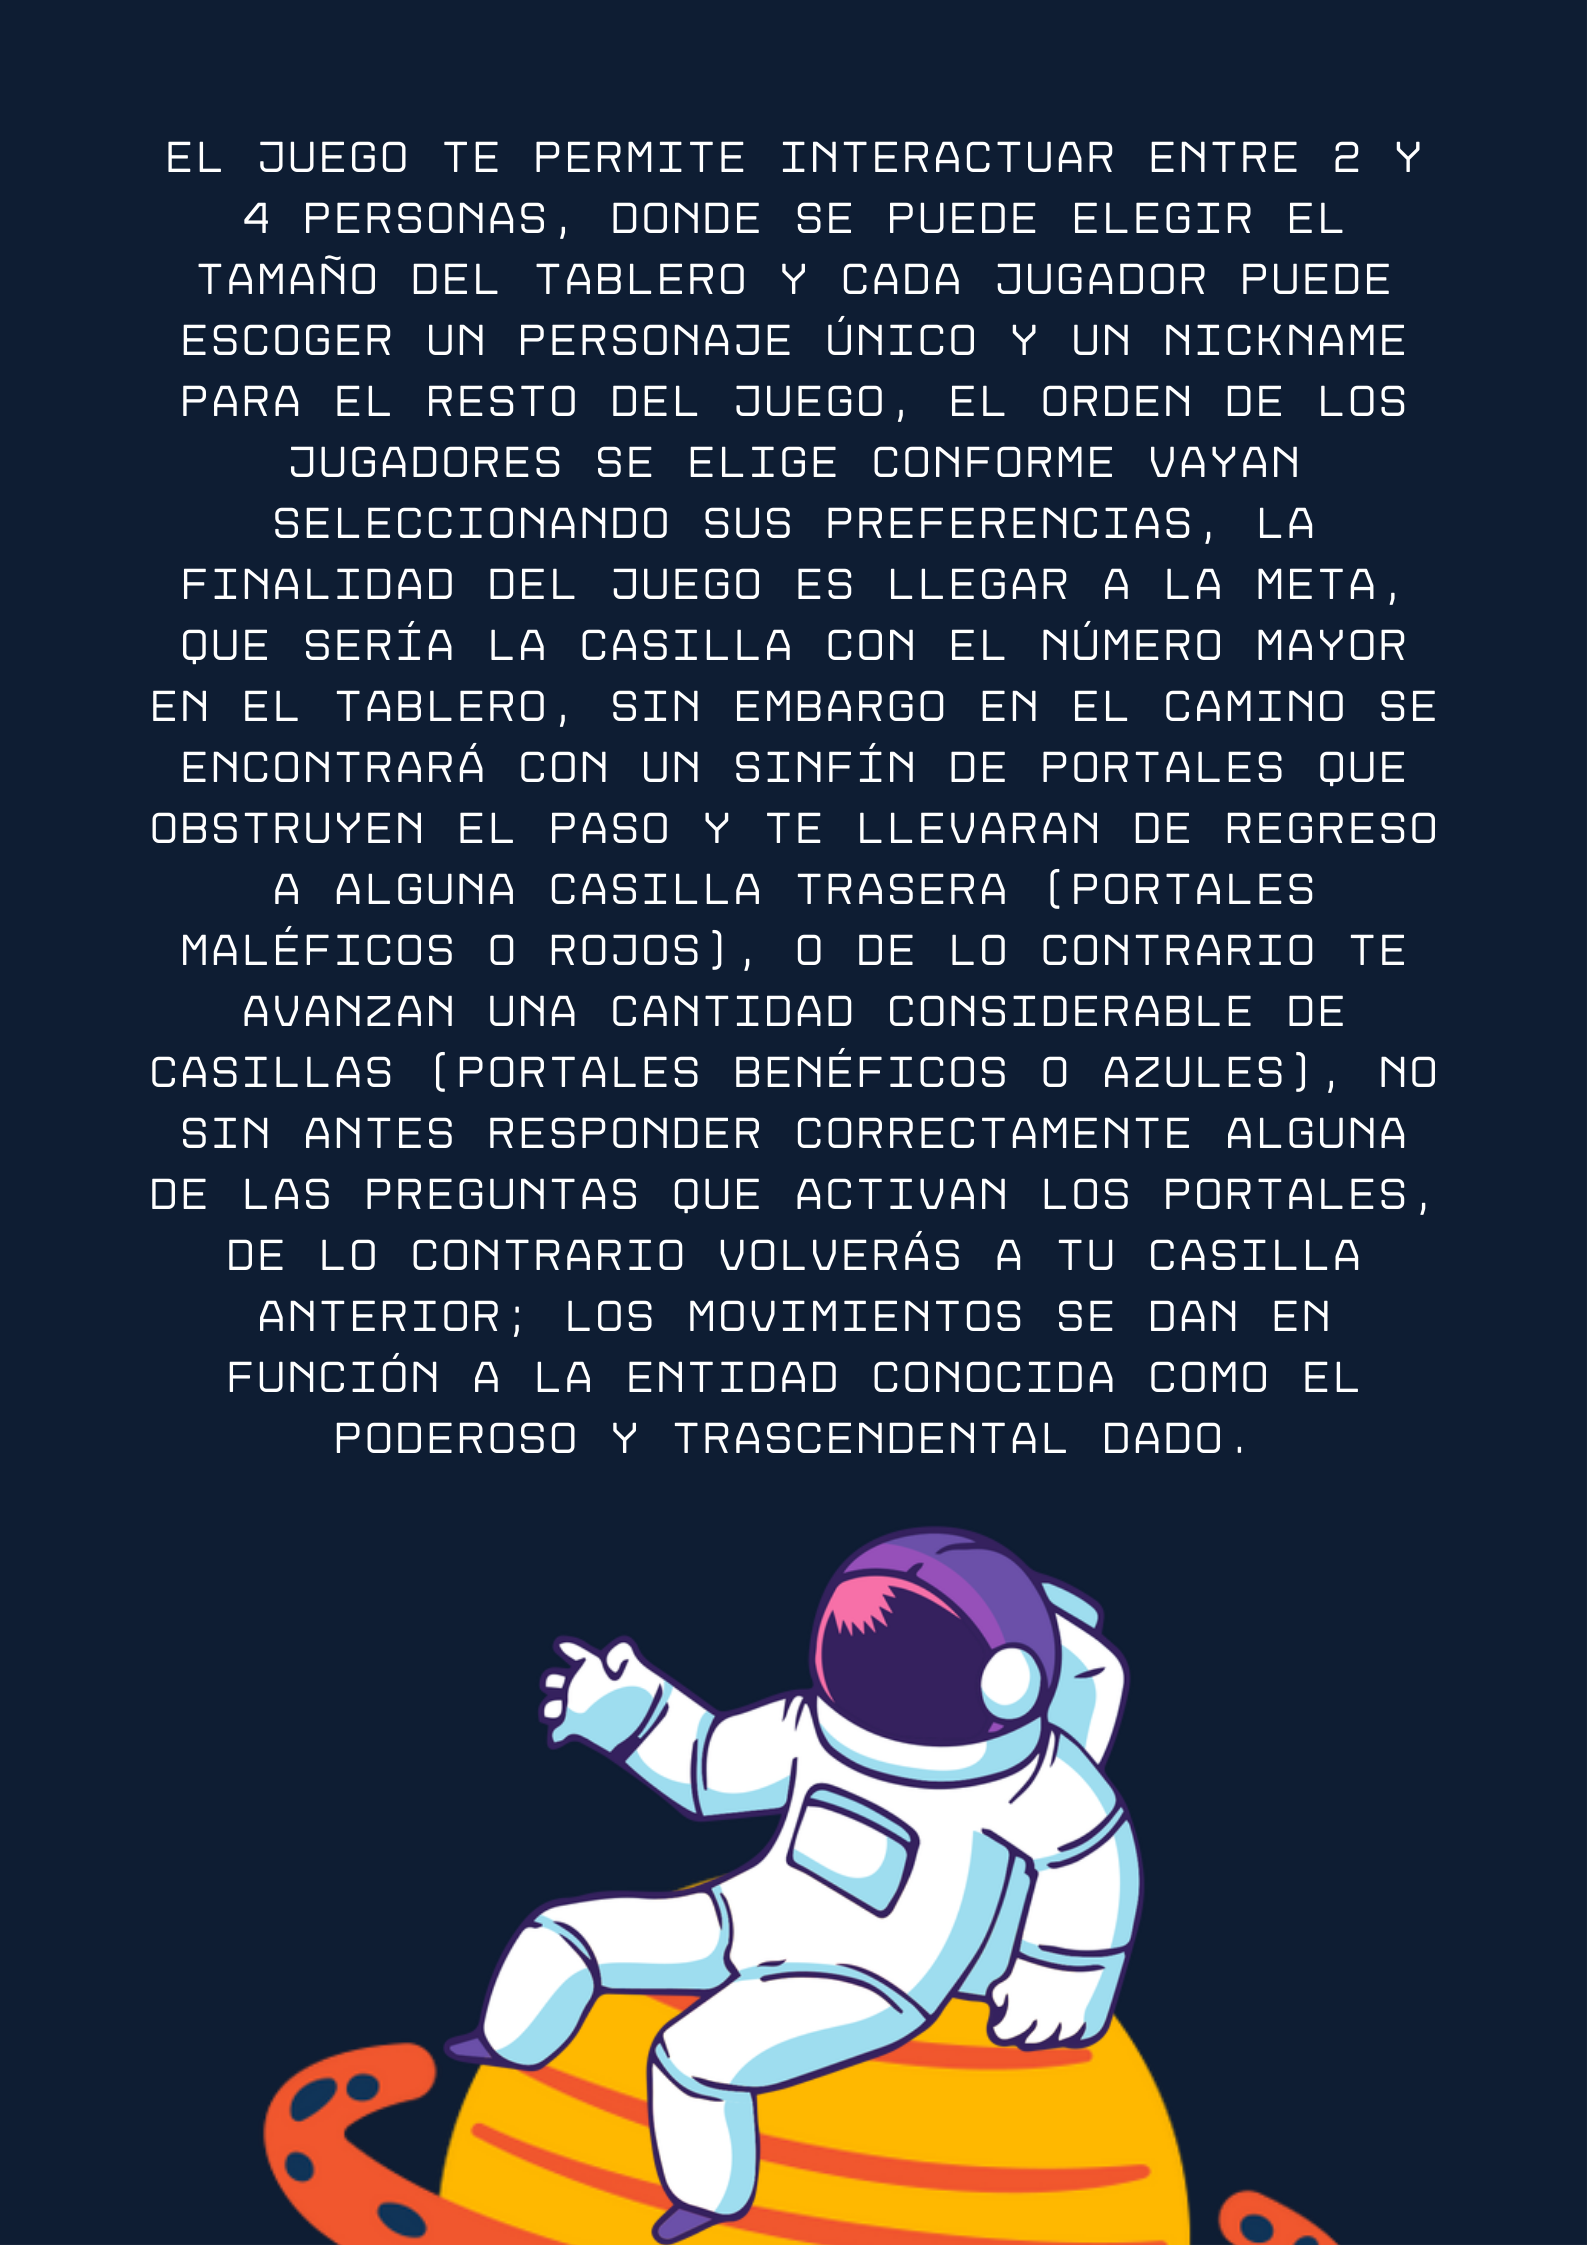 EL JUEGO TE PERMITE INTERACTUAR ENTRE 2 Y
4 PERSONAS, DONDE SE PUEDE ELEGIR EL
TAMAÑO DEL TABLERO Y CADA JUGADOR PUEDE
ESCOGER UN PERSONAJE ÚNICO Y UN NICKNAME
PARA EL RESTO DEL JUEGO, EL ORDEN DE LOS
JUGADORES SE ELIGE CONFORME VAYAN
SELECCIONANDO SUS PREFERENCIAS, LA
FINALIDAD DEL JUEGO ES LLEGAR A LA META,
QUE SERÍA LA CASILLA CON EL NÚMERO MAYOR
EN EL TABLERO, SIN EMBARGO EN EL CAMINO SE
ENCONTRARÁ CON UN SINFÍN DE PORTALES QUE
OBSTRUYEN EL PASO Y TE LLEVARAN DE REGRESO
A ALGUNA CASILLA TRASERA (PORTALES
MALÉFICOS O ROJOS), O DE LO CONTRARIO TE
AVANZAN UNA CANTIDAD CONSIDERABLE DE
CASILLAS (PORTALES BENÉFICOS O AZULES), NO
SIN ANTES RESPONDER CORRECTAMENTE ALGUNA
DE LAS PREGUNTAS QUE ACTIVAN LOS PORTALES,
DE LO CONTRARIO VOLVERÁS A TU CASILLA
ANTERIOR; LOS MOVIMIENTOS SE DAN EN
FUNCIÓN A LA ENTIDAD CONOCIDA COMO EL
PODEROSO Y TRASCENDENTAL DADO.